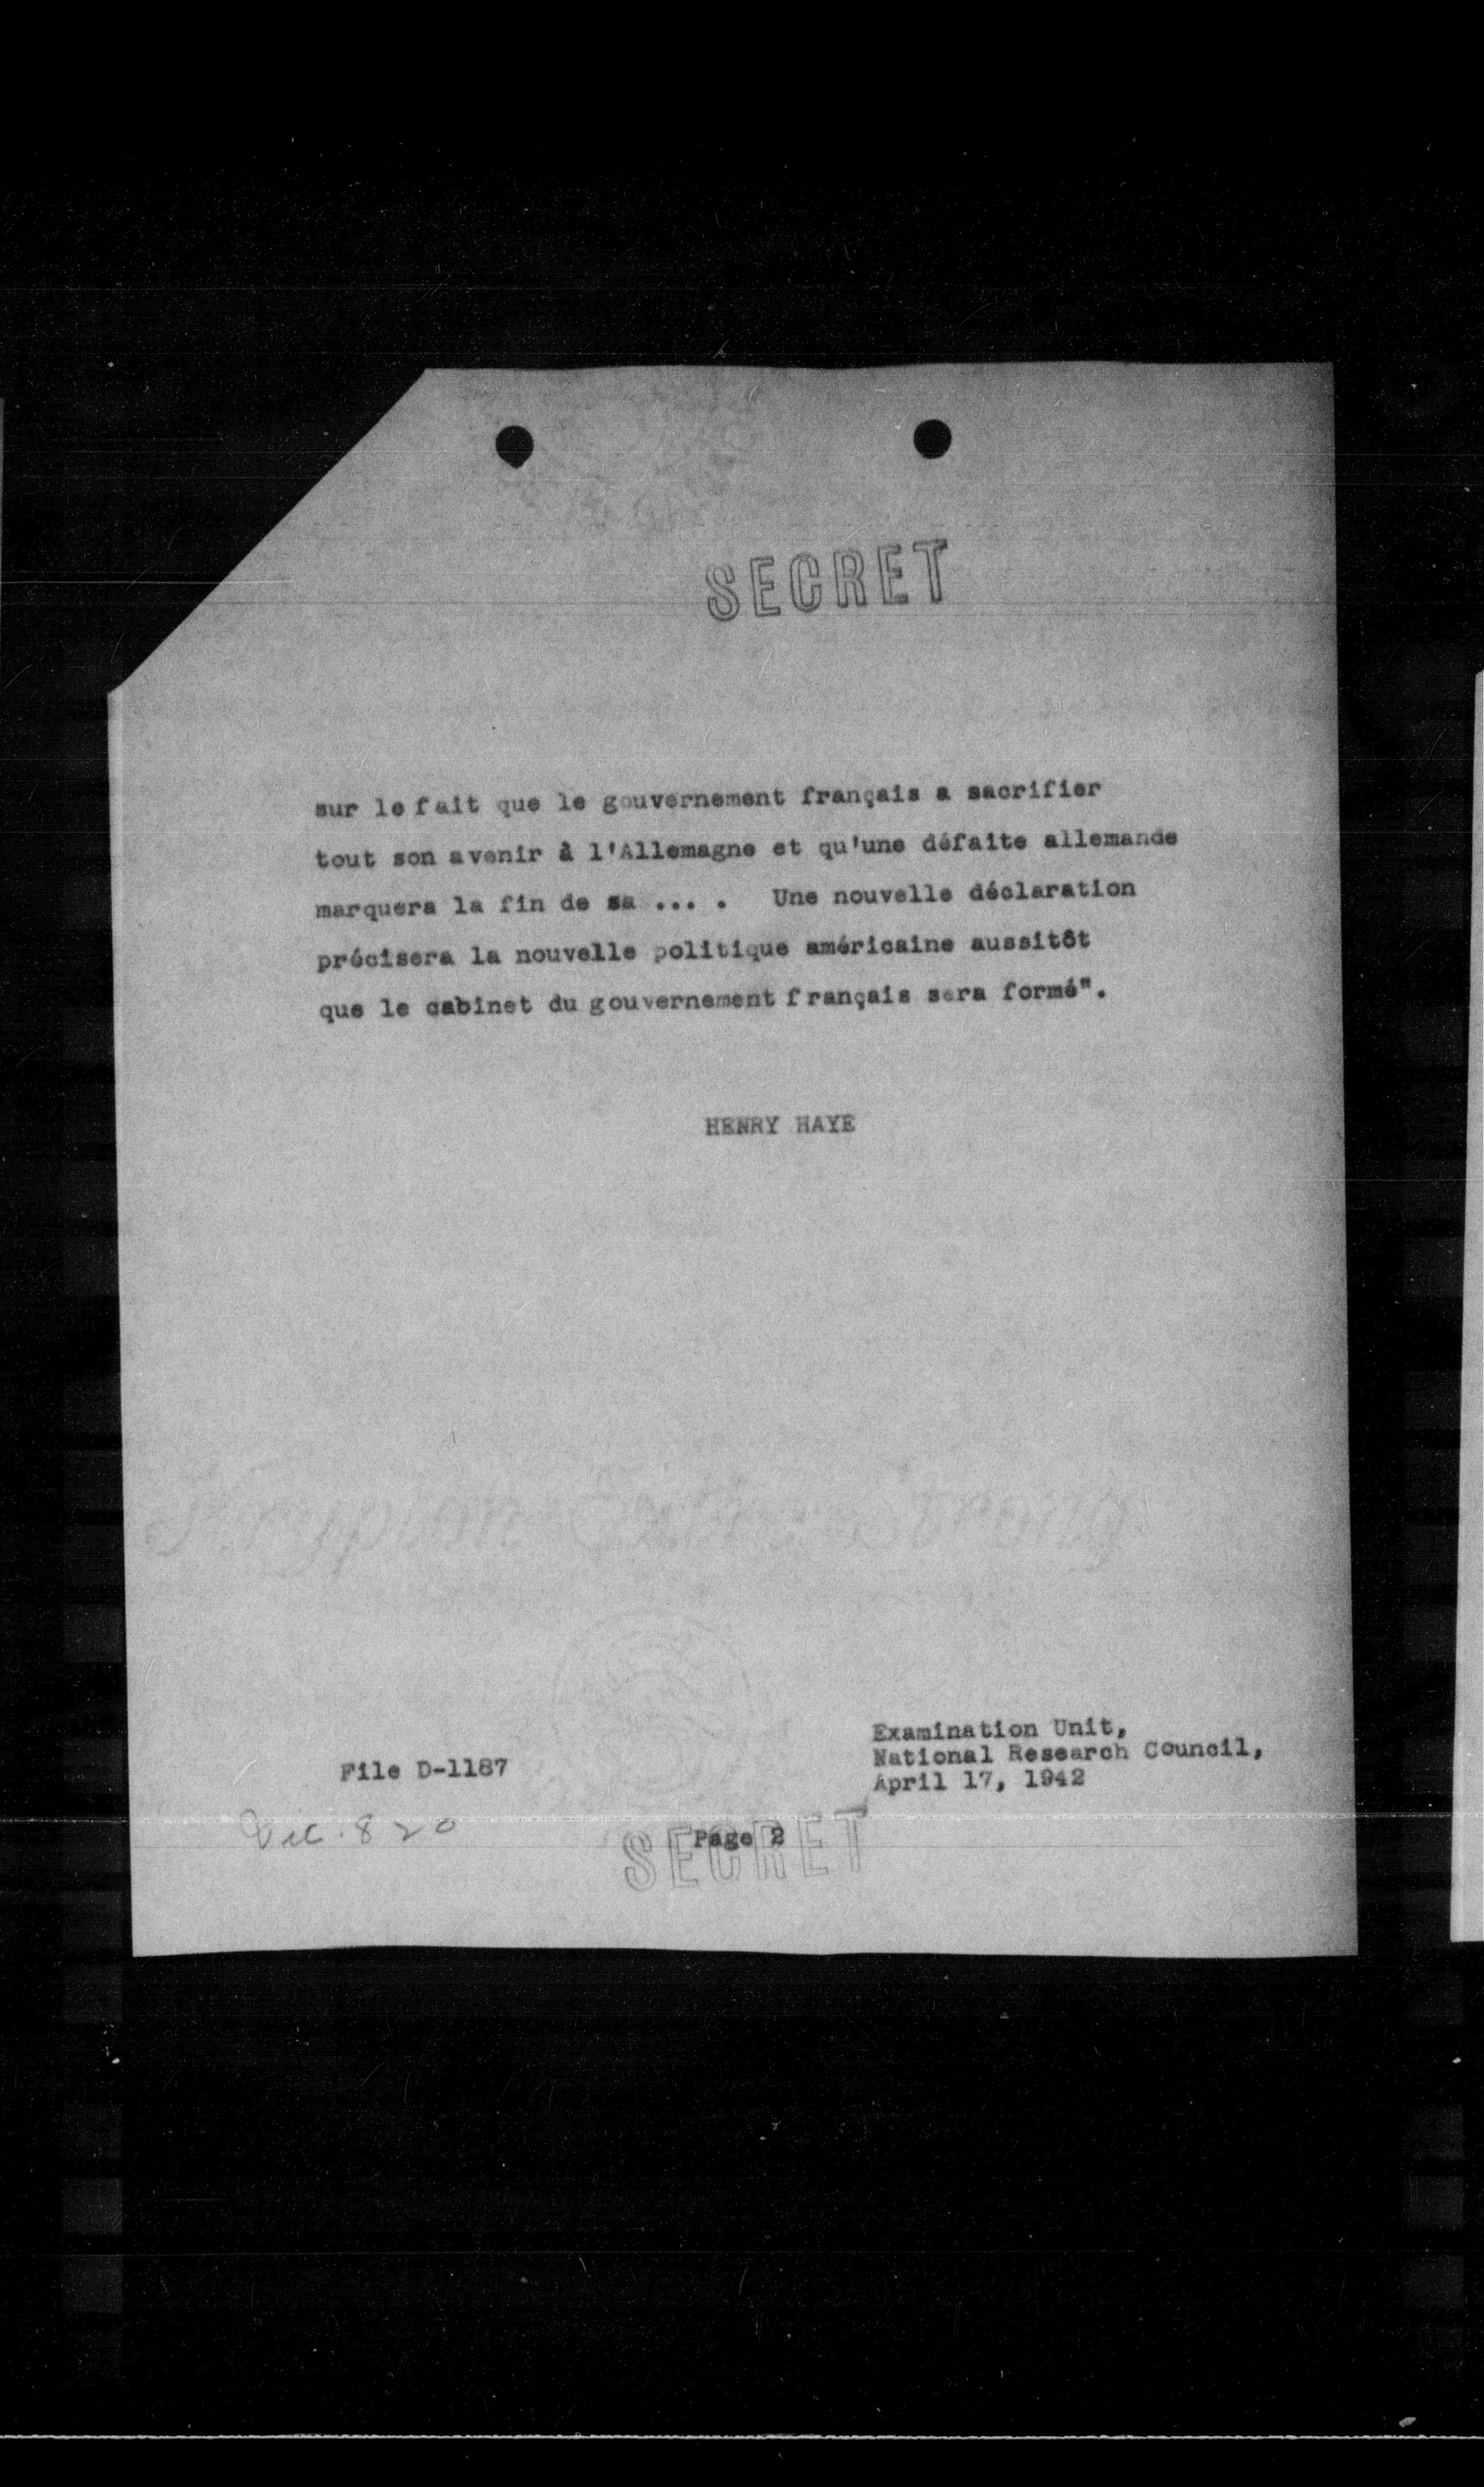 SECRET
sur le fait que le gouvernement français a sacrifier
tout son avenir à l'Allemagne et qu'une défaite allemande
marquera la fin de sa ... . Une nouvelle déclaration
précisera la nouvelle politique américaine aussitôt
que le cabinet du gouvernement français sera formé".
HENRY HAYE
Examination Unit,
National Research Council,
April 17, 1942
File D-1187
820
Page 2
SECRET